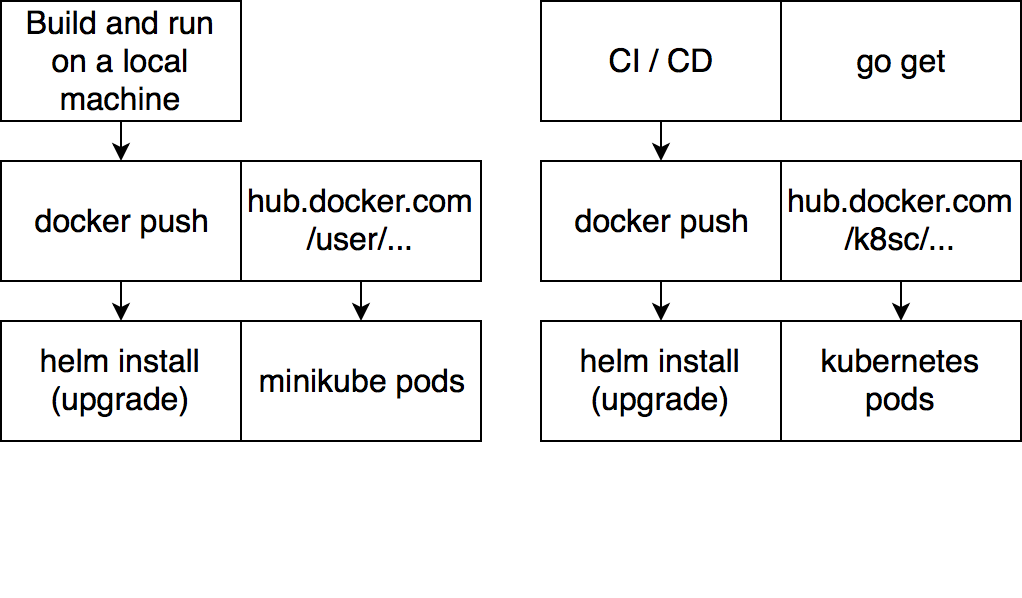 Build and run
on a local
machine
docker push
hub.docker.com
/user/...
helm install
(upgrade)
minikube pods
CI / CD
go get
docker push
hub.docker.com
/k8sc/...
helm install
(upgrade)
kubernetes
pods